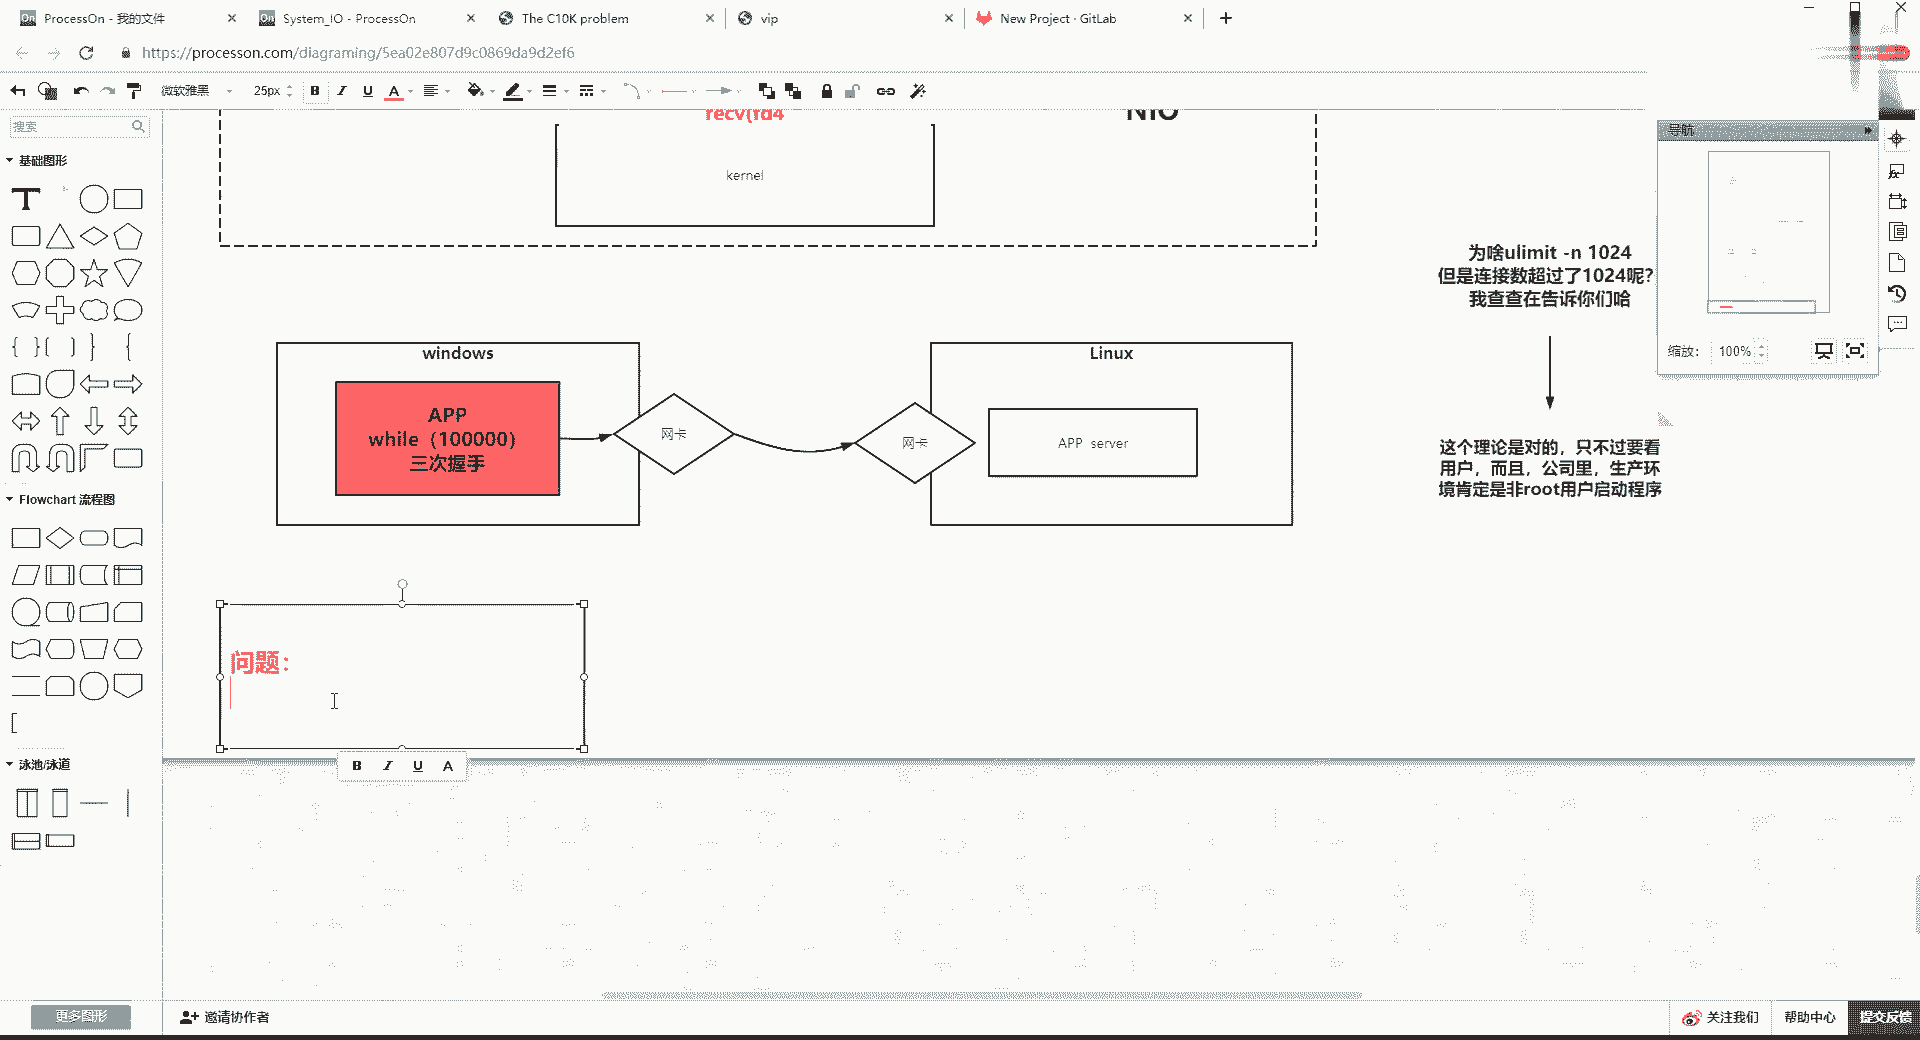 ProcessOn - 我的文件
System_IO - ProcessOn
The C10K problem
vip
New Project · GitLab
https://processon.com/diagraming/5ea02e807d9c0869da9d2ef6
微软雅黑
25px
B I U A
搜索
基础图形
Flowchart 流程图
泳池/泳道
更多图形
recv(fd4
NIO
kernel
windows
APP
while（100000）
三次握手
网卡
网卡
Linux
APP server
为啥ulimit -n 1024
但是连接数超过了1024呢?
我查查在告诉你们哈
这个理论是对的，只不过要看
用户，而且，公司里，生产环
境肯定是非root用户启动程序
问题：
B I U A
导航
缩放：
100%
邀请协作者
关注我们
帮助中心
提交反馈